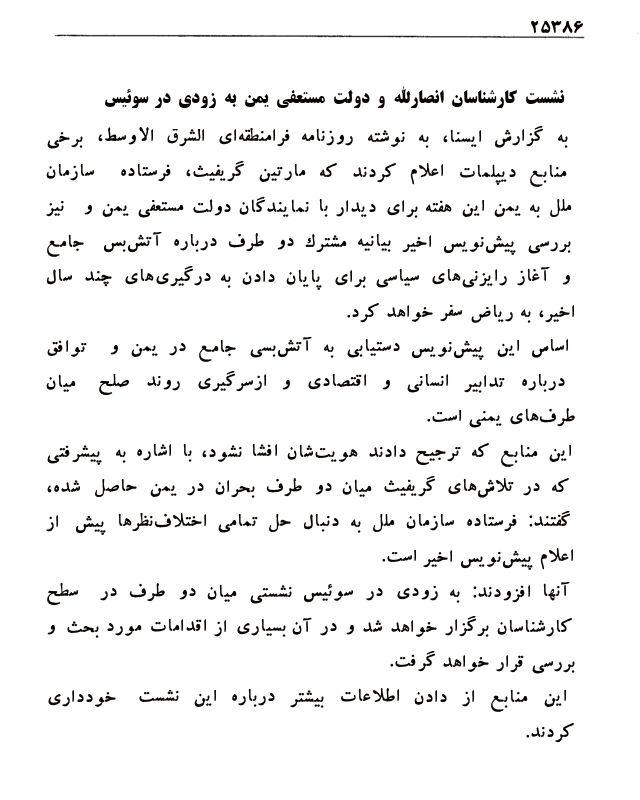 ۲۵۳۸۶
نشست کارشناسان انصارلله و دولت مستعفی یمن به زودی در سوئیس
به گزارش ایسنا، به نوشته روزنامه فرامنطقه‌ای الشرق الاوسط، برخی
منابع دیپلمات اعلام کردند که مارتین گریفیث، فرستاده سازمان
ملل به یمن این هفته برای دیدار با نمایندگان دولت مستعفی یمن و نیز
بررسی پیش‌نویس اخیر بیانیه مشترك دو طرف درباره آتش‌بس جامع
و آغاز رایزنی‌های سیاسی برای پایان دادن به درگیری‌های چند سال
اخیر، به ریاض سفر خواهد کرد.
اساس این پیش‌نویس دستیابی به آتش‌بسی جامع در یمن و توافق
درباره تدابیر انسانی و اقتصادی و ازسرگیری روند صلح میان
طرف‌های یمنی است.
این منابع که ترجیح دادند هویت‌شان افشا نشود، با اشاره به پیشرفتی
که در تلاش‌های گریفیث میان دو طرف بحران در یمن حاصل شده،
گفتند: فرستاده سازمان ملل به دنبال حل تمامی اختلاف‌نظرها پیش از
اعلام پیش‌نویس اخیر است.
آنها افزودند: به زودی در سوئیس نشستی میان دو طرف در سطح
کارشناسان برگزار خواهد شد و در آن بسیاری از اقدامات مورد بحث و
بررسی قرار خواهد گرفت.
این منابع از دادن اطلاعات بیشتر درباره این نشست خودداری
کردند.